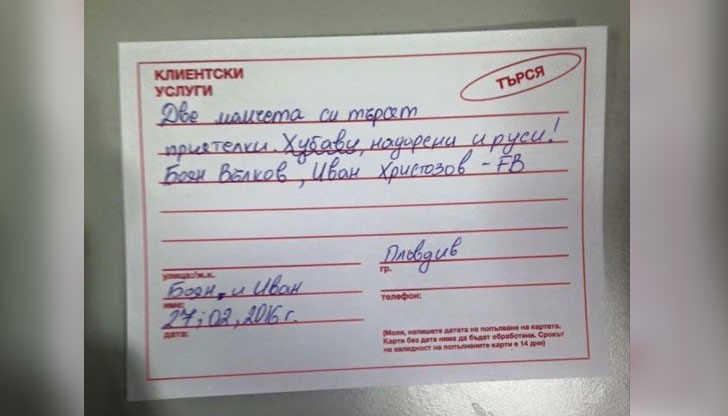 КЛИЕНТСКИ
УСЛУГИ
ТЪРСЯ
Две момчета си търсят
приятелки. Хубави, надарени и руси!
Боян Вълков, Иван Христозов - FB
улица:/ж.к.
Пловдив
гр.
Боян и Иван
име:
телефон:
27; 02, 2016 г.
дата:
(Моля, напишете датата на попълване на картата.
Карти без дата няма да бъдат обработени. Срокът
на валидност на попълнените карти е 14 дни)